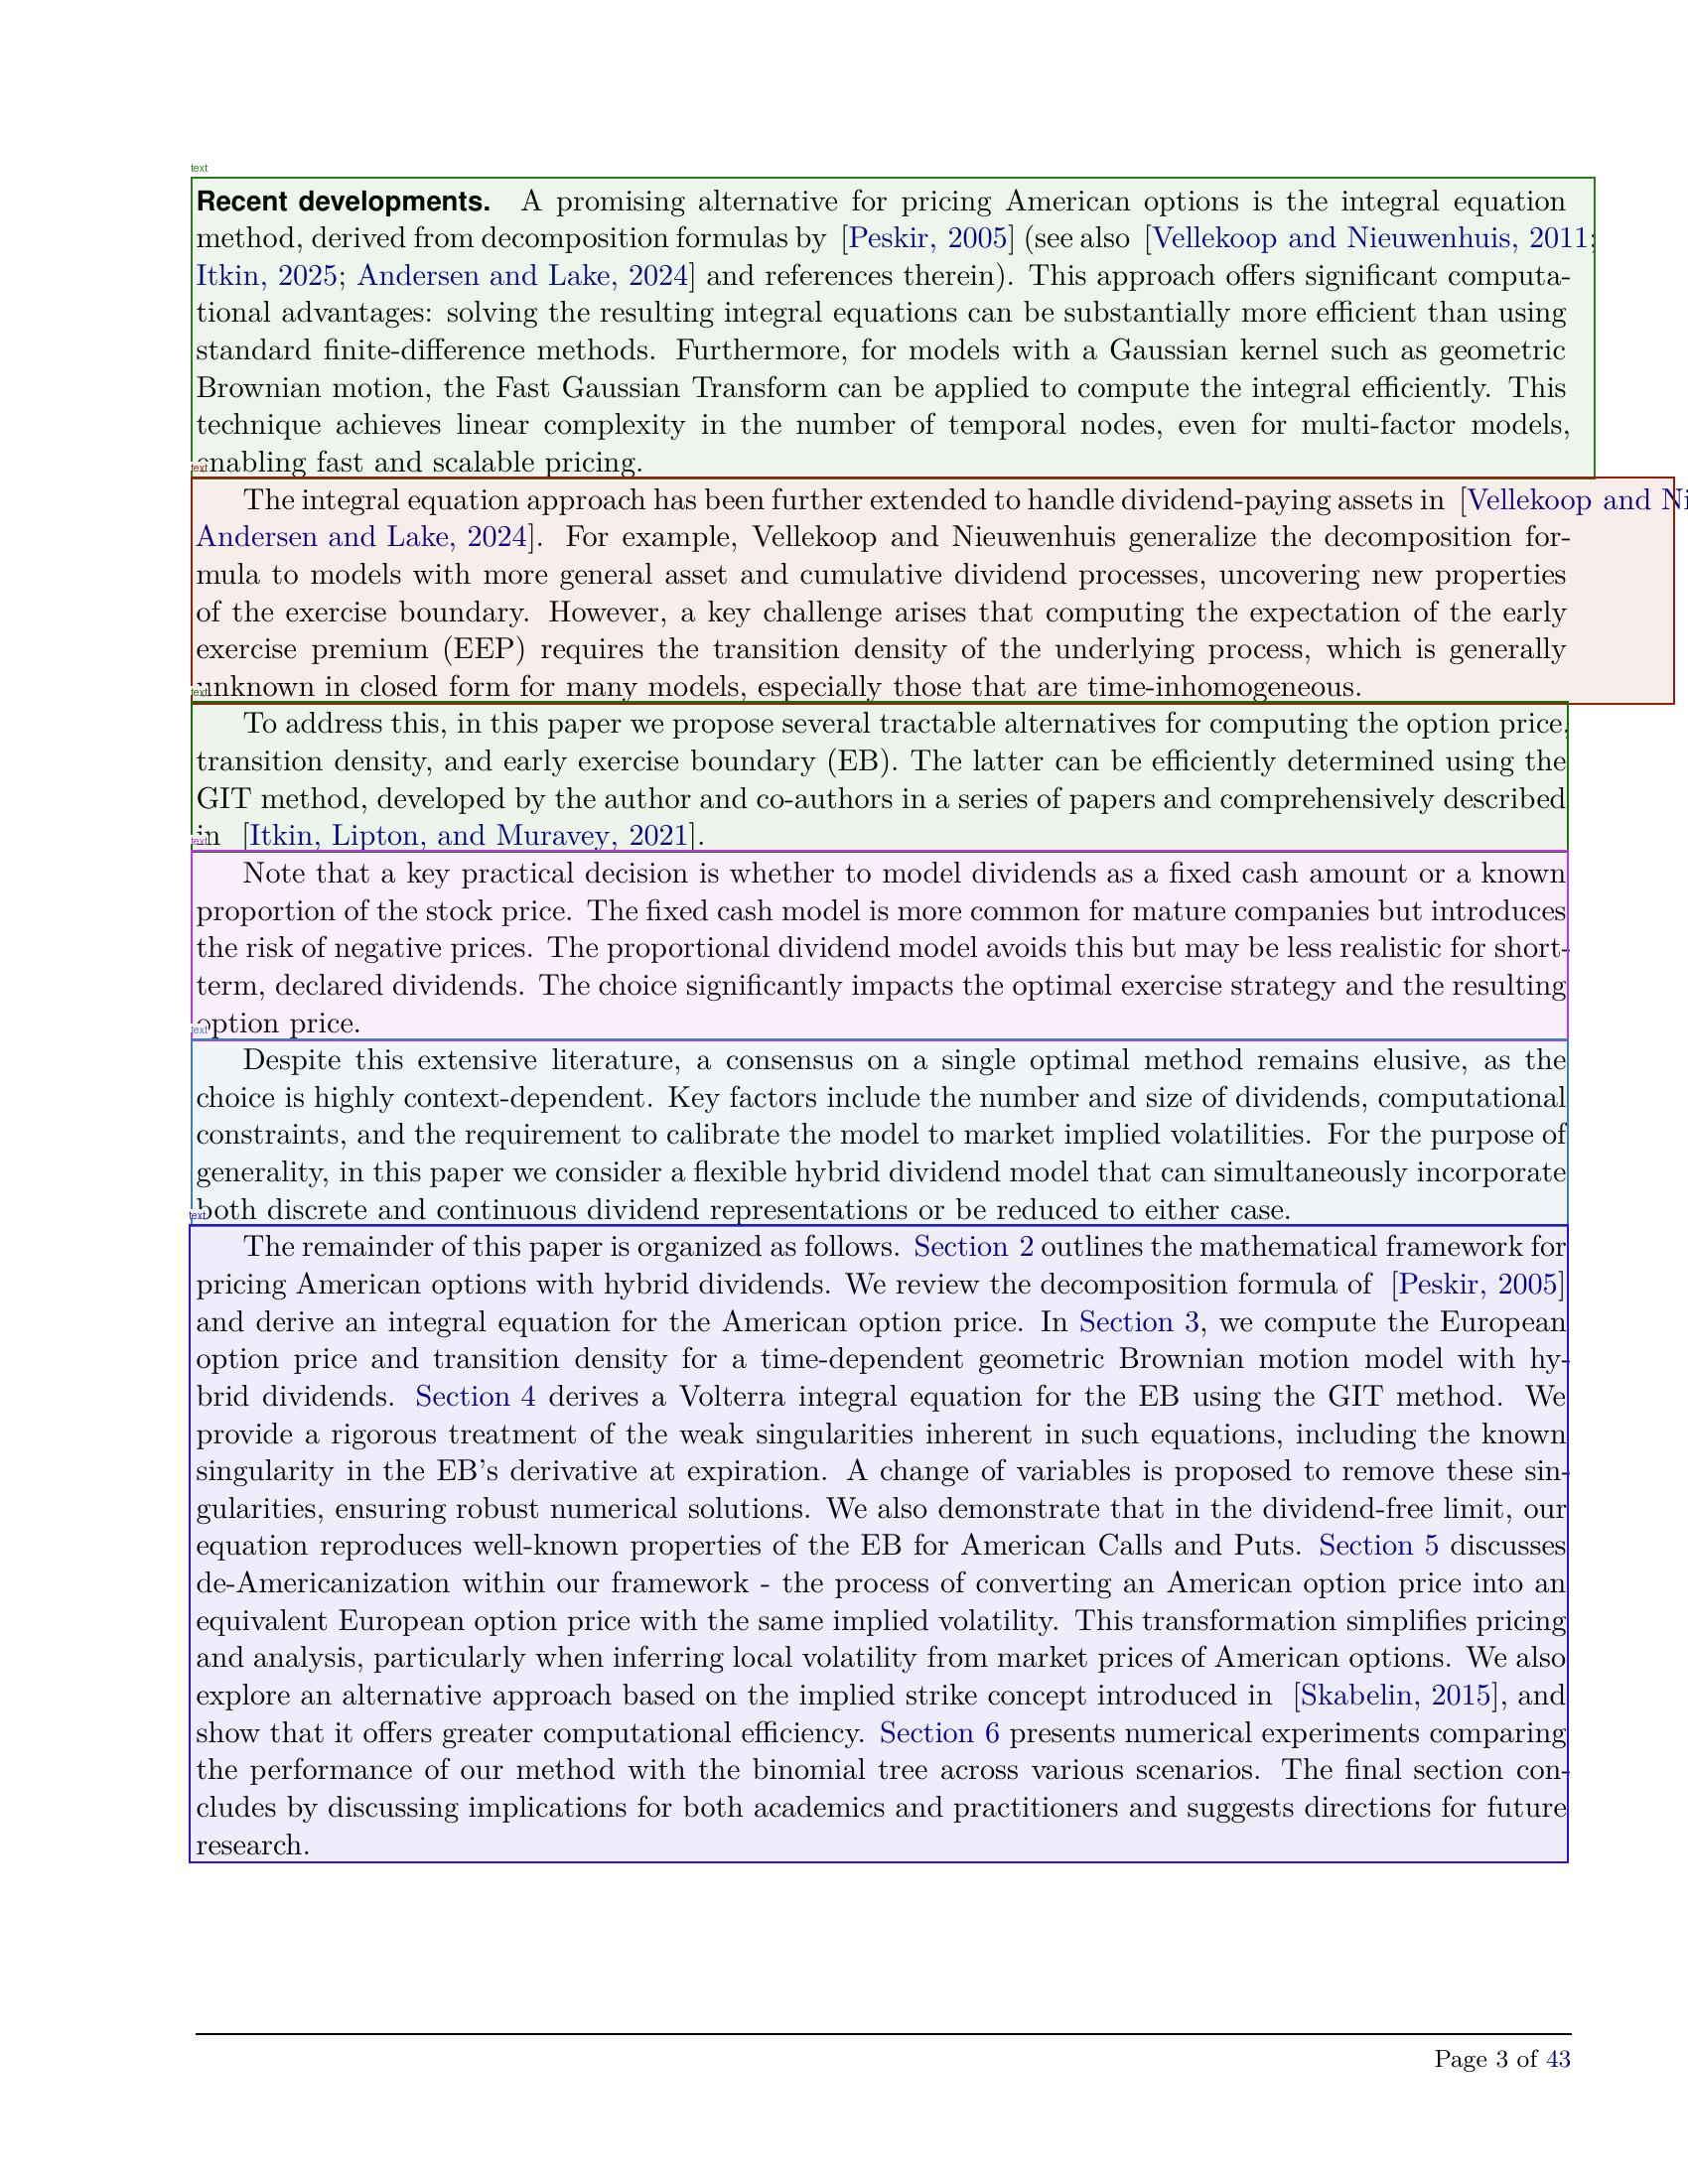 text
Recent developments. A promising alternative for pricing American options is the integral equation
method, derived from decomposition formulas by [Peskir, 2005] (see also [Vellekoop and Nieuwenhuis, 2011;
Itkin, 2025; Andersen and Lake, 2024] and references therein). This approach offers significant computa-
tional advantages: solving the resulting integral equations can be substantially more efficient than using
standard finite-difference methods. Furthermore, for models with a Gaussian kernel such as geometric
Brownian motion, the Fast Gaussian Transform can be applied to compute the integral efficiently. This
technique achieves linear complexity in the number of temporal nodes, even for multi-factor models,
enabling fast and scalable pricing.
text
The integral equation approach has been further extended to handle dividend-paying assets in [Vellekoop and Ni
Andersen and Lake, 2024]. For example, Vellekoop and Nieuwenhuis generalize the decomposition for-
mula to models with more general asset and cumulative dividend processes, uncovering new properties
of the exercise boundary. However, a key challenge arises that computing the expectation of the early
exercise premium (EEP) requires the transition density of the underlying process, which is generally
unknown in closed form for many models, especially those that are time-inhomogeneous.
text
To address this, in this paper we propose several tractable alternatives for computing the option price,
transition density, and early exercise boundary (EB). The latter can be efficiently determined using the
GIT method, developed by the author and co-authors in a series of papers and comprehensively described
in [Itkin, Lipton, and Muravey, 2021].
text
Note that a key practical decision is whether to model dividends as a fixed cash amount or a known
proportion of the stock price. The fixed cash model is more common for mature companies but introduces
the risk of negative prices. The proportional dividend model avoids this but may be less realistic for short-
term, declared dividends. The choice significantly impacts the optimal exercise strategy and the resulting
option price.
text
Despite this extensive literature, a consensus on a single optimal method remains elusive, as the
choice is highly context-dependent. Key factors include the number and size of dividends, computational
constraints, and the requirement to calibrate the model to market implied volatilities. For the purpose of
generality, in this paper we consider a flexible hybrid dividend model that can simultaneously incorporate
both discrete and continuous dividend representations or be reduced to either case.
text
The remainder of this paper is organized as follows. Section 2 outlines the mathematical framework for
pricing American options with hybrid dividends. We review the decomposition formula of [Peskir, 2005]
and derive an integral equation for the American option price. In Section 3, we compute the European
option price and transition density for a time-dependent geometric Brownian motion model with hy-
brid dividends. Section 4 derives a Volterra integral equation for the EB using the GIT method. We
provide a rigorous treatment of the weak singularities inherent in such equations, including the known
singularity in the EB's derivative at expiration. A change of variables is proposed to remove these sin-
gularities, ensuring robust numerical solutions. We also demonstrate that in the dividend-free limit, our
equation reproduces well-known properties of the EB for American Calls and Puts. Section 5 discusses
de-Americanization within our framework - the process of converting an American option price into an
equivalent European option price with the same implied volatility. This transformation simplifies pricing
and analysis, particularly when inferring local volatility from market prices of American options. We also
explore an alternative approach based on the implied strike concept introduced in [Skabelin, 2015], and
show that it offers greater computational efficiency. Section 6 presents numerical experiments comparing
the performance of our method with the binomial tree across various scenarios. The final section con-
cludes by discussing implications for both academics and practitioners and suggests directions for future
research.
Page 3 of 43